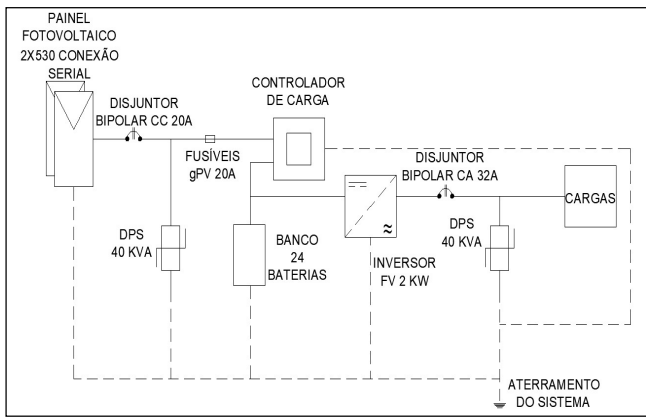 PAINEL
FOTOVOLTAICO
2X530 CONEXÃO
SERIAL
DISJUNTOR
BIPOLAR CC 20A
FUSÍVEIS
gPV 20A
CONTROLADOR
DE CARGA
DISJUNTOR
BIPOLAR CA 32A
CARGAS
DPS
40 KVA
BANCO
24
BATERIAS
INVERSOR
FV 2 KW
DPS
40 KVA
ATERRAMENTO
DO SISTEMA